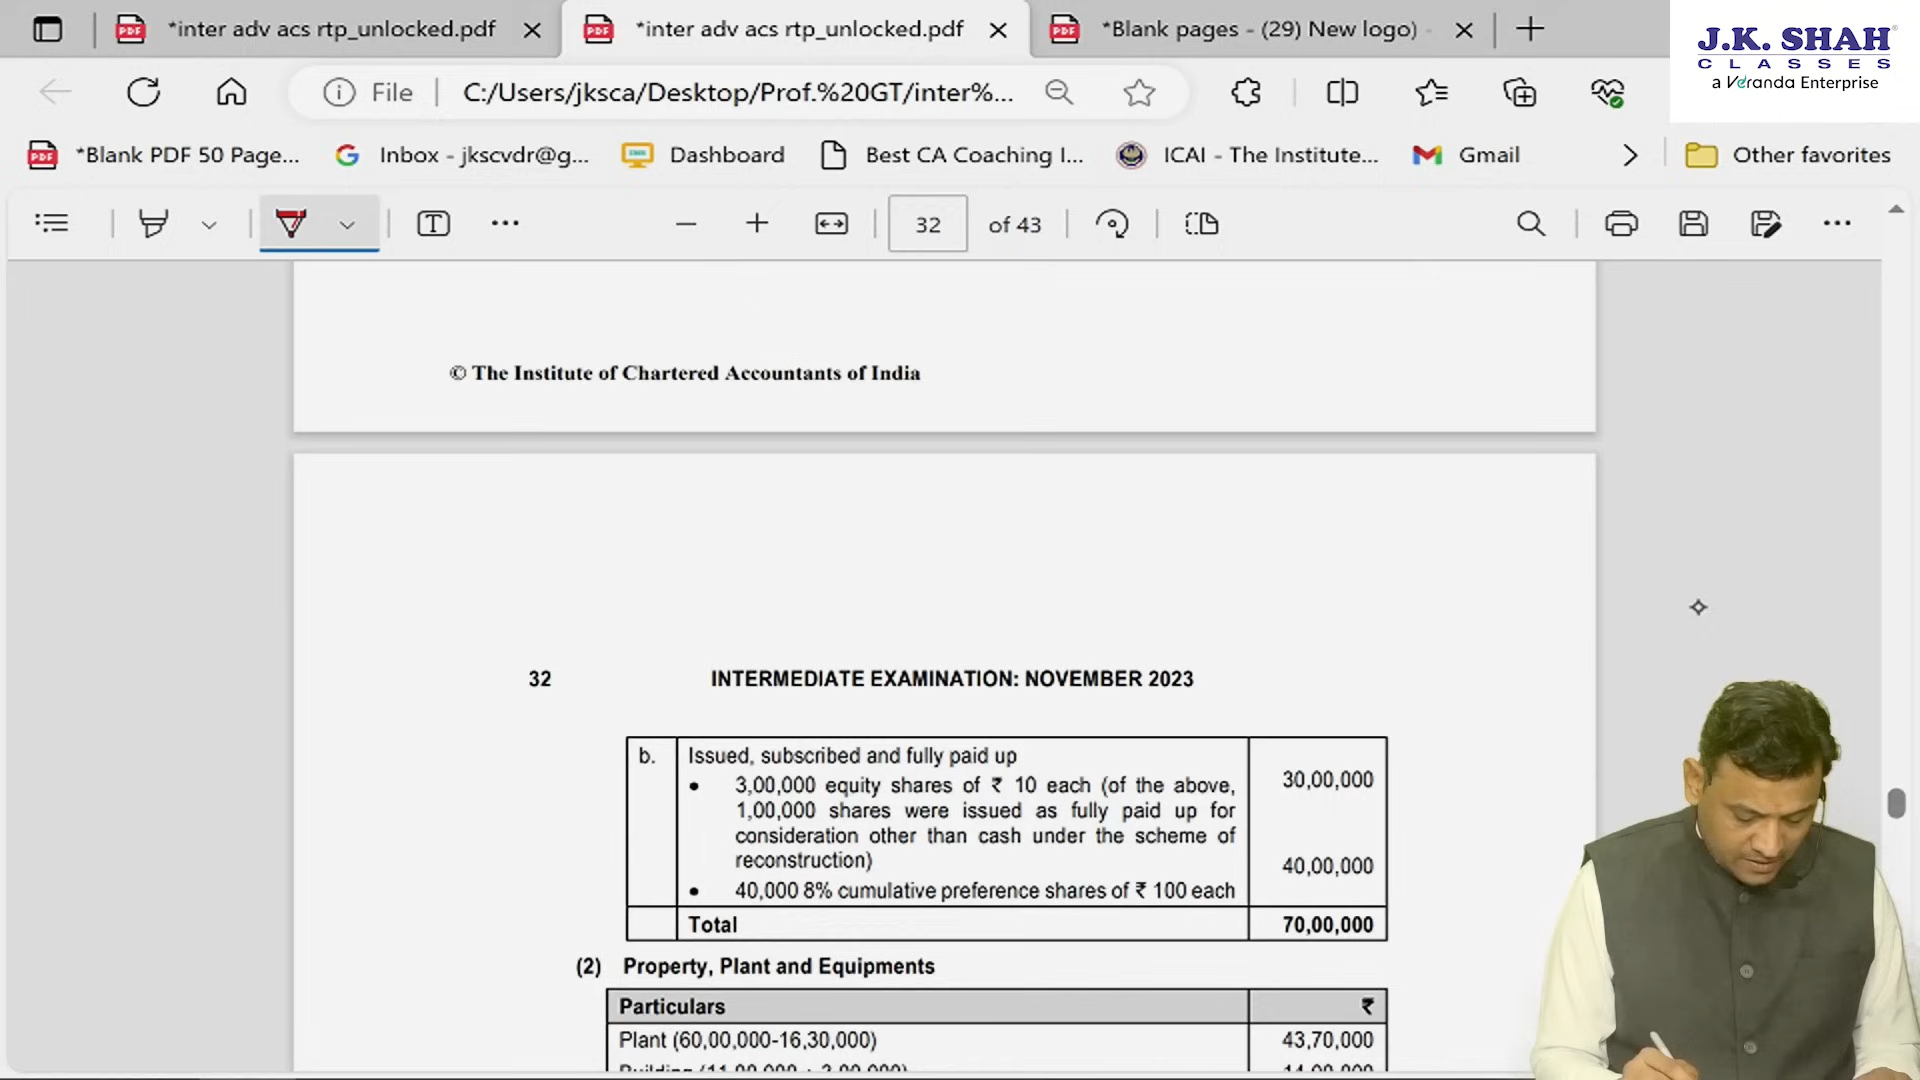 *inter adv acs rtp_unlocked.pdf
*inter adv acs rtp_unlocked.pdf
*Blank pages - (29) New logo) -
J.K. SHAH
CLASSES
a Veranda Enterprise
File
C:/Users/jksca/Desktop/Prof.%20GT/inter%...
*Blank PDF 50 Page...
Inbox - jkscvdr@g...
Dashboard
Best CA Coaching I...
ICAI - The Institute...
Gmail
Other favorites
32
of 43
© The Institute of Chartered Accountants of India
32
INTERMEDIATE EXAMINATION: NOVEMBER 2023
b. Issued, subscribed and fully paid up
• 3,00,000 equity shares of ₹ 10 each (of the above, 30,00,000
1,00,000 shares were issued as fully paid up for
consideration other than cash under the scheme of
reconstruction)
40,00,000
• 40,000 8% cumulative preference shares of ₹ 100 each
Total 70,00,000
(2) Property, Plant and Equipments
Particulars ₹
Plant (60,00,000-16,30,000) 43,70,000